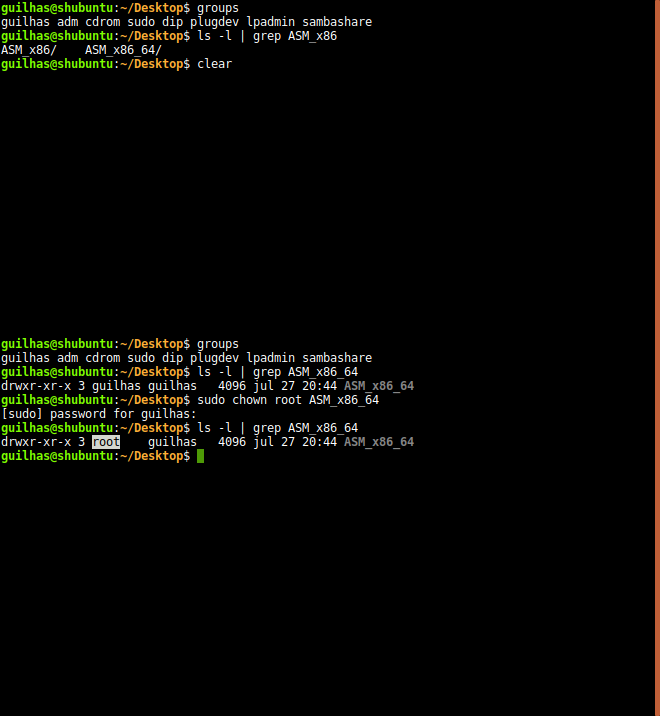 guilhas@shubuntu:~/Desktop$ groups
guilhas adm cdrom sudo dip plugdev lpadmin sambashare
guilhas@shubuntu:~/Desktop$ ls -l | grep ASM_x86
ASM_x86/    ASM_x86_64/
guilhas@shubuntu:~/Desktop$ clear
guilhas@shubuntu:~/Desktop$ groups
guilhas adm cdrom sudo dip plugdev lpadmin sambashare
guilhas@shubuntu:~/Desktop$ ls -l | grep ASM_x86_64
drwxr-xr-x 3 guilhas guilhas   4096 jul 27 20:44 ASM_x86_64
guilhas@shubuntu:~/Desktop$ sudo chown root ASM_x86_64
[sudo] password for guilhas:
guilhas@shubuntu:~/Desktop$ ls -l | grep ASM_x86_64
drwxr-xr-x 3 root    guilhas   4096 jul 27 20:44 ASM_x86_64
guilhas@shubuntu:~/Desktop$